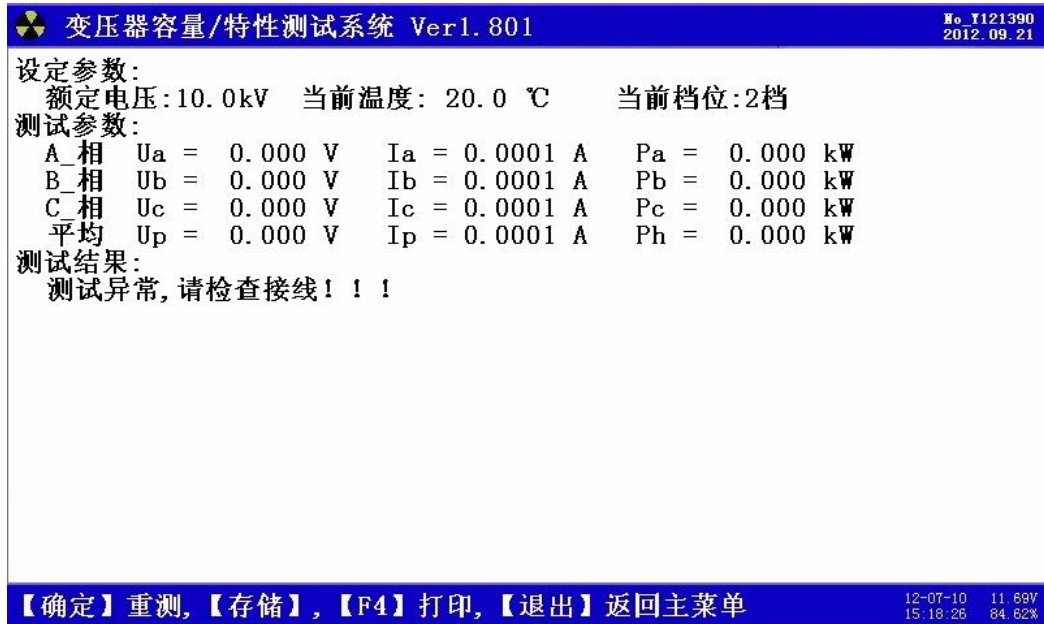 变压器容量/特性测试系统 Ver1.801
No_T121390
2012.09.21
设定参数:
额定电压:10.0kV 当前温度: 20.0 ℃ 当前档位:2档
测试参数:
A_相 Ua = 0.000 V Ia = 0.0001 A Pa = 0.000 kW
B_相 Ub = 0.000 V Ib = 0.0001 A Pb = 0.000 kW
C_相 Uc = 0.000 V Ic = 0.0001 A Pc = 0.000 kW
平均 Up = 0.000 V Ip = 0.0001 A Ph = 0.000 kW
测试结果:
测试异常,请检查接线!!!
【确定】重测,【存储】,【F4】打印,【退出】返回主菜单
12-07-10 11.69V
15:18:26 84.62%